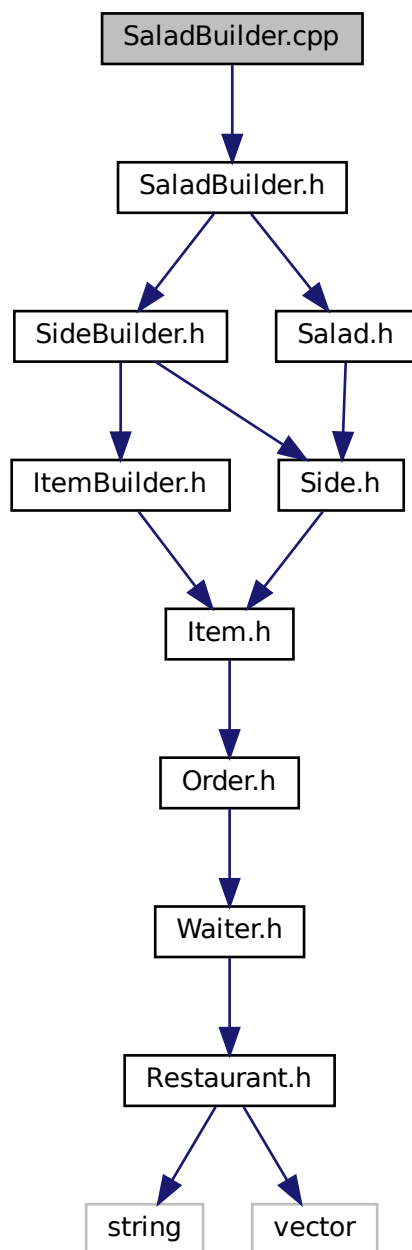 SaladBuilder.cpp
SaladBuilder.h
SideBuilder.h
Salad.h
ItemBuilder.h
Side.h
Item.h
Order.h
Waiter.h
Restaurant.h
string
vector